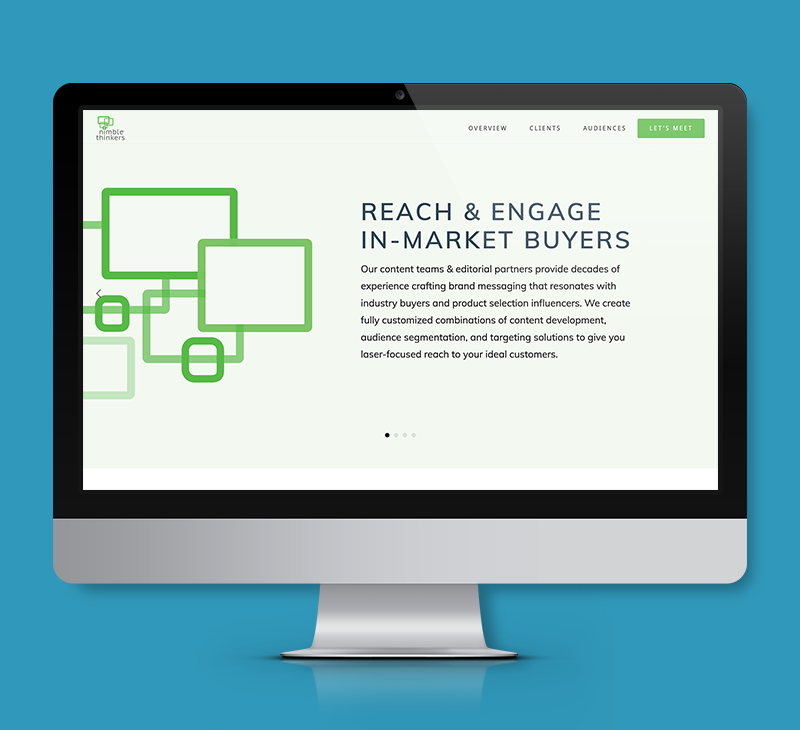 nimble
thinkers
OVERVIEW
CLIENTS
AUDIENCES
LET'S MEET
REACH & ENGAGE
IN-MARKET BUYERS
Our content teams & editorial partners provide decades of
experience crafting brand messaging that resonates with
industry buyers and product selection influencers. We create
fully customized combinations of content development,
audience segmentation, and targeting solutions to give you
laser-focused reach to your ideal customers.